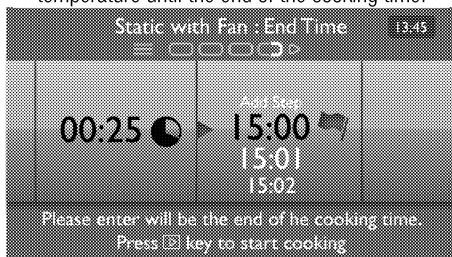 temperature until the end of the cooking time.
Static with Fan : End Time 13:45
Add Step
00:25 15:00
15:01
15:02
Please enter will be the end of he cooking time.
Press key to start cooking